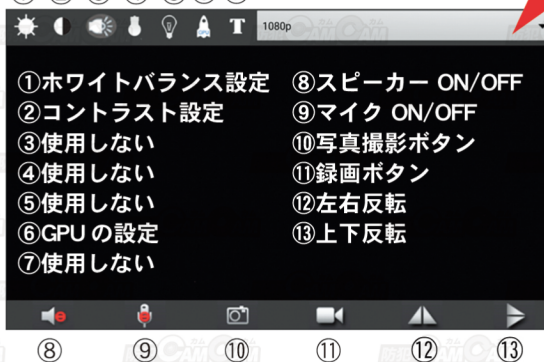 T 1080p
①ホワイトバランス設定
②コントラスト設定
③使用しない
④使用しない
⑤使用しない
⑥GPUの設定
⑦使用しない
⑧スピーカー ON/OFF
⑨マイク ON/OFF
⑩写真撮影ボタン
⑪録画ボタン
⑫左右反転
⑬上下反転
⑧ ⑨ ⑩ ⑪ ⑫ ⑬